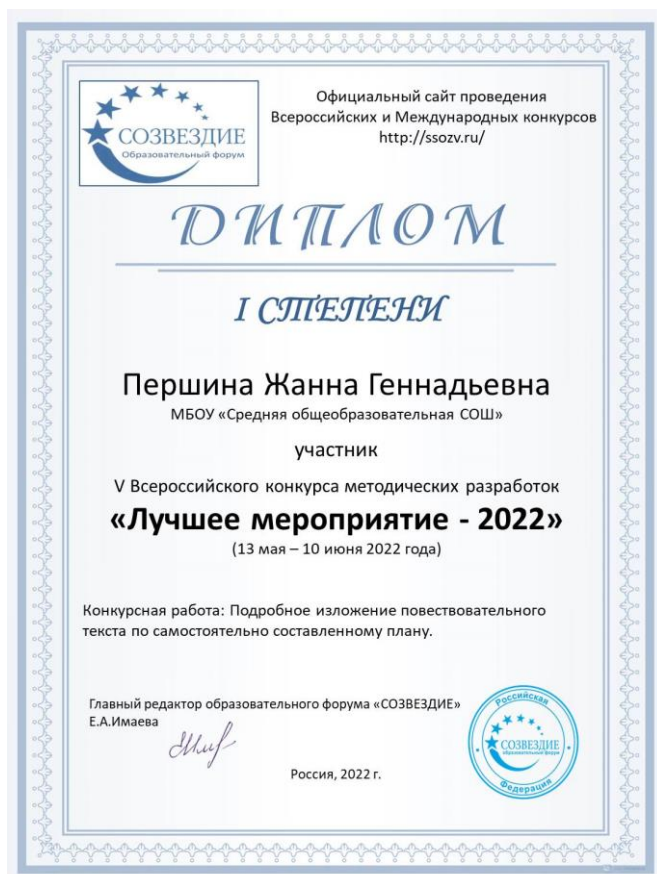 СОЗВЕЗДИЕ
Образовательный форум
Официальный сайт проведения
Всероссийских и Международных конкурсов
http://ssozv.ru/
ДИПЛОМ
I СТЕПЕНИ
Першина Жанна Геннадьевна
МБОУ «Средняя общеобразовательная СОШ»
участник
V Всероссийского конкурса методических разработок
«Лучшее мероприятие - 2022»
(13 мая – 10 июня 2022 года)
Конкурсная работа: Подробное изложение повествовательного
текста по самостоятельно составленному плану.
Главный редактор образовательного форума «СОЗВЕЗДИЕ»
Е.А.Имаева
Россия, 2022 г.
Российская
СОЗВЕЗДИЕ
образовательный форум
Федерация